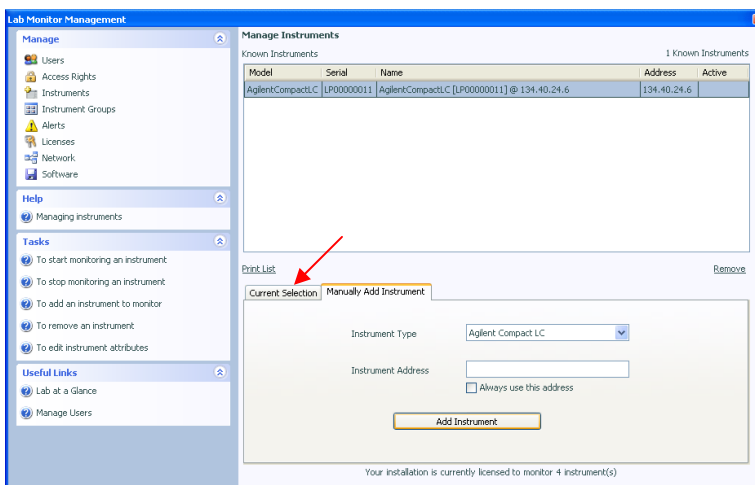 Lab Monitor Management
Manage
Users
Access Rights
Instruments
Instrument Groups
Alerts
Licenses
Network
Software
Help
Managing instruments
Tasks
To start monitoring an instrument
To stop monitoring an instrument
To add an instrument to monitor
To remove an instrument
To edit instrument attributes
Useful Links
Lab at a Glance
Manage Users
Manage Instruments
Known Instruments 1 Known Instruments
Model Serial Name Address Active
AgilentCompactLC LP00000011 AgilentCompactLC [LP00000011] @ 134.40.24.6 134.40.24.6
Print List Remove
Current Selection Manually Add Instrument
Instrument Type Agilent Compact LC
Instrument Address
Always use this address
Add Instrument
Your installation is currently licensed to monitor 4 instrument(s)